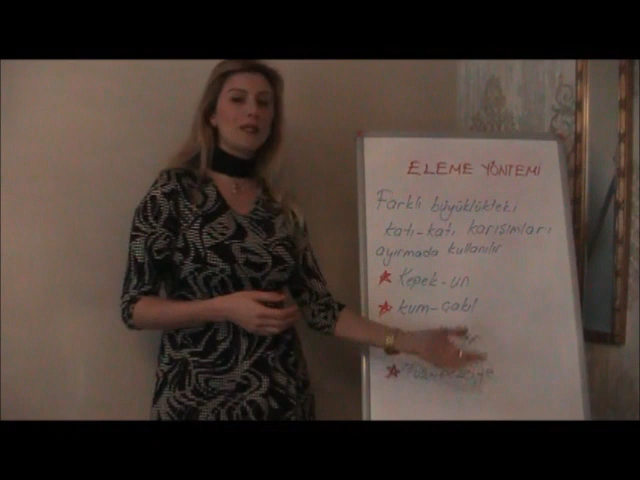 ELEME YÖNTEMİ
Farklı büyüklükteki
katı-katı karışımları
ayırmada kullanılır
Kepek-un
kum-çakıl